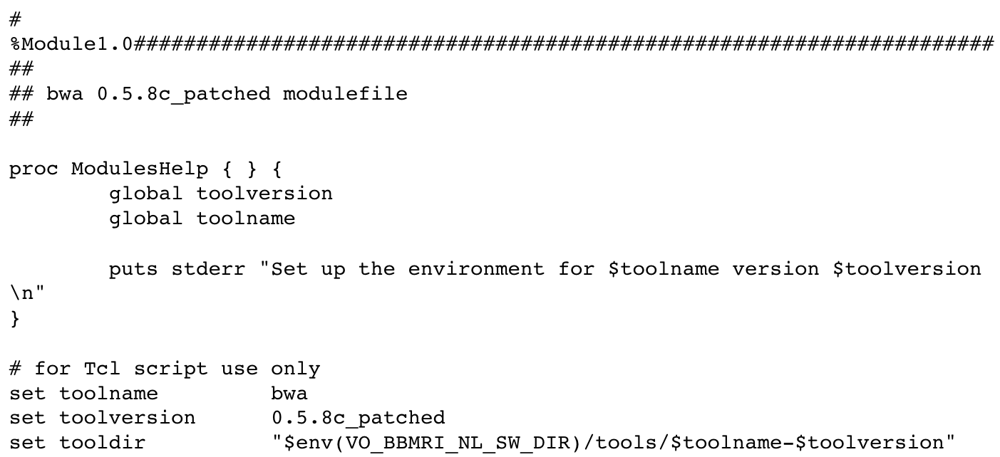 #
%Module1.0#####################################################################
##
## bwa 0.5.8c_patched modulefile
##
proc ModulesHelp { } {
global toolversion
global toolname
puts stderr "Set up the environment for $toolname version $toolversion
\n"
}
# for Tcl script use only
set toolname bwa
set toolversion 0.5.8c_patched
set tooldir "$env(VO_BBMRI_NL_SW_DIR)/tools/$toolname-$toolversion"